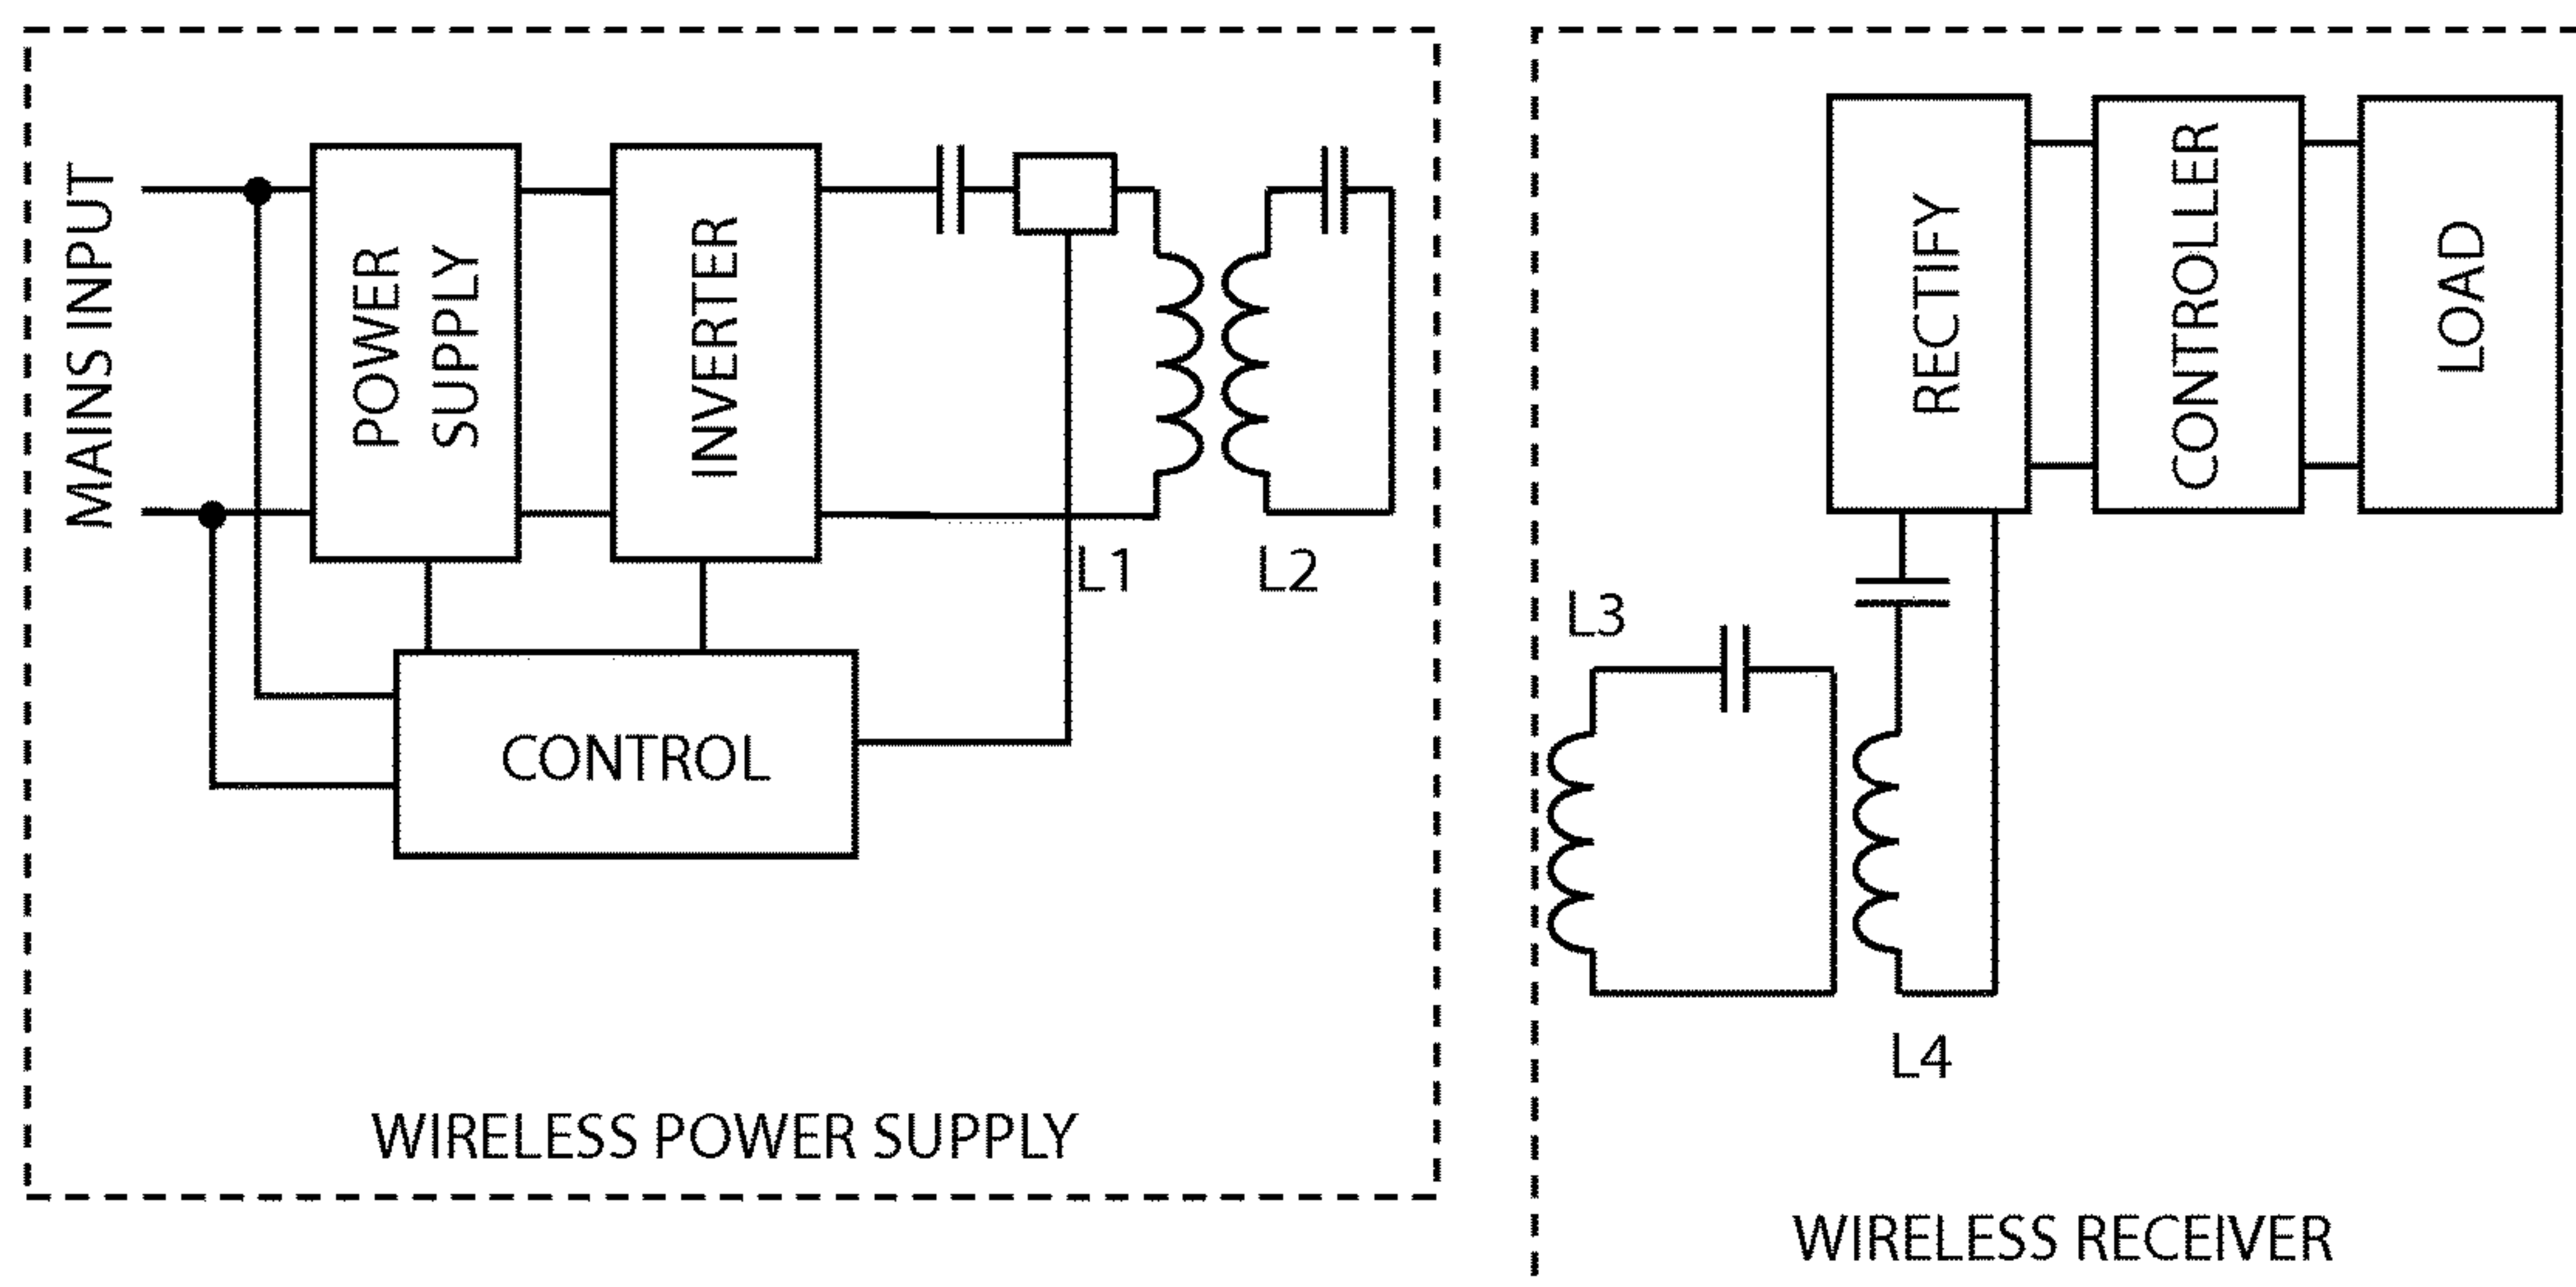 MAINS INPUT
POWER
SUPPLY
INVERTER
L1
L2
CONTROL
WIRELESS POWER SUPPLY
RECTIFY
CONTROLLER
LOAD
L3
L4
WIRELESS RECEIVER